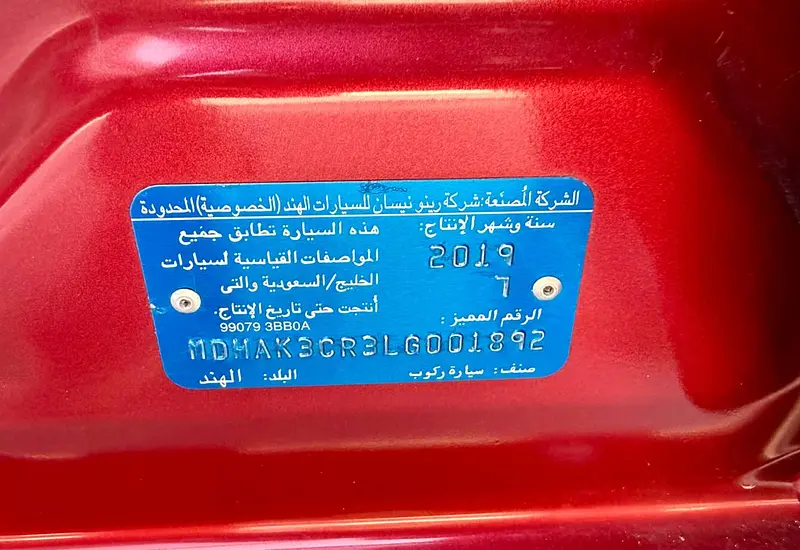 الشركة المُصنّعة: شركة رينو نيسان للسيارات الهند (الخصوصية) المحدودة
سنة وشهر الإنتاج:
2019
7
هذه السيارة تطابق جميع
المواصفات القياسية لسيارات
الخليج/السعودية والتى
أنتجت حتى تاريخ الإنتاج.
99079 3BB0A
الرقم المميز :
MDHAK3CR3LG001892
صنف: سيارة ركوب
البلد: الهند